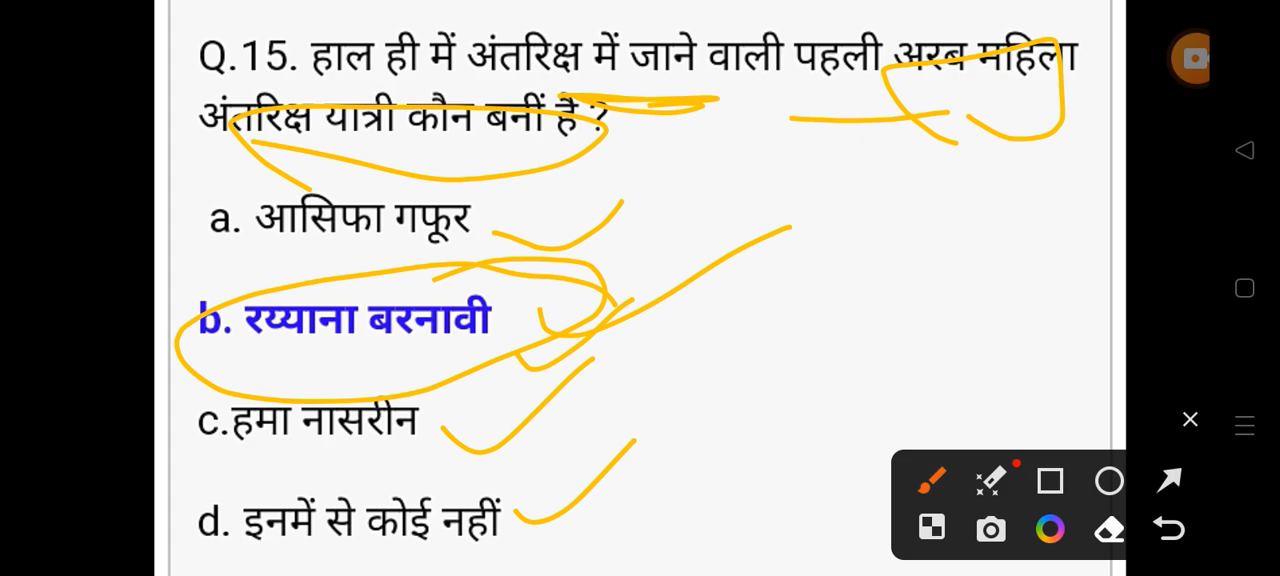 Q.15. हाल ही में अंतरिक्ष में जाने वाली पहली अरब महिला
अंतरिक्ष यात्री कौन बनीं है ?
a. आसिफा गफूर
b. रय्याना बरनावी
c.हमा नासरीन
d. इनमें से कोई नहीं